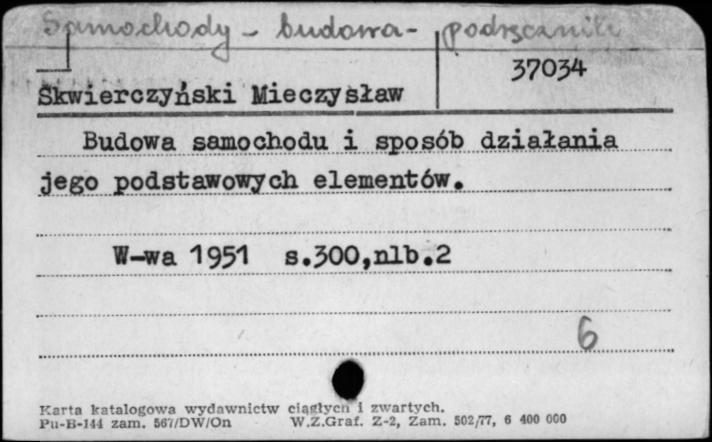 Samochody - budowa - podręczniki
37034
Skwierczyński Mieczysław
Budowa samochodu i sposób działania
jego podstawowych elementów.
W-wa 1951 s.300,nlb.2
6
Karta katalogowa wydawnictw ciągłych i zwartych.
Pu-B-144 zam. 567/DW/On W.Z.Graf. Z-2, Zam. 502/77, 6 400 000